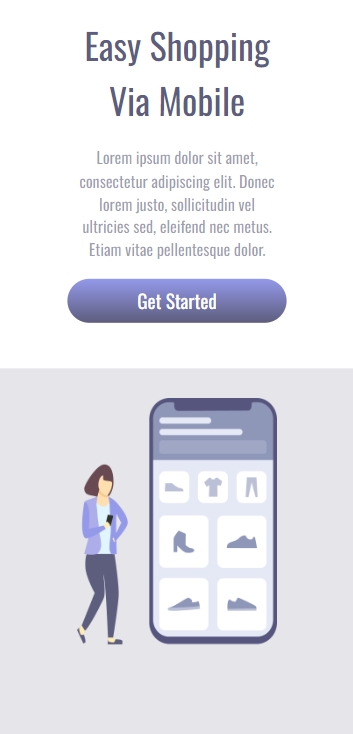 Easy Shopping
Via Mobile
Lorem ipsum dolor sit amet,
consectetur adipiscing elit. Donec
lorem justo, sollicitudin vel
ultricies sed, eleifend nec metus.
Etiam vitae pellentesque dolor.
Get Started